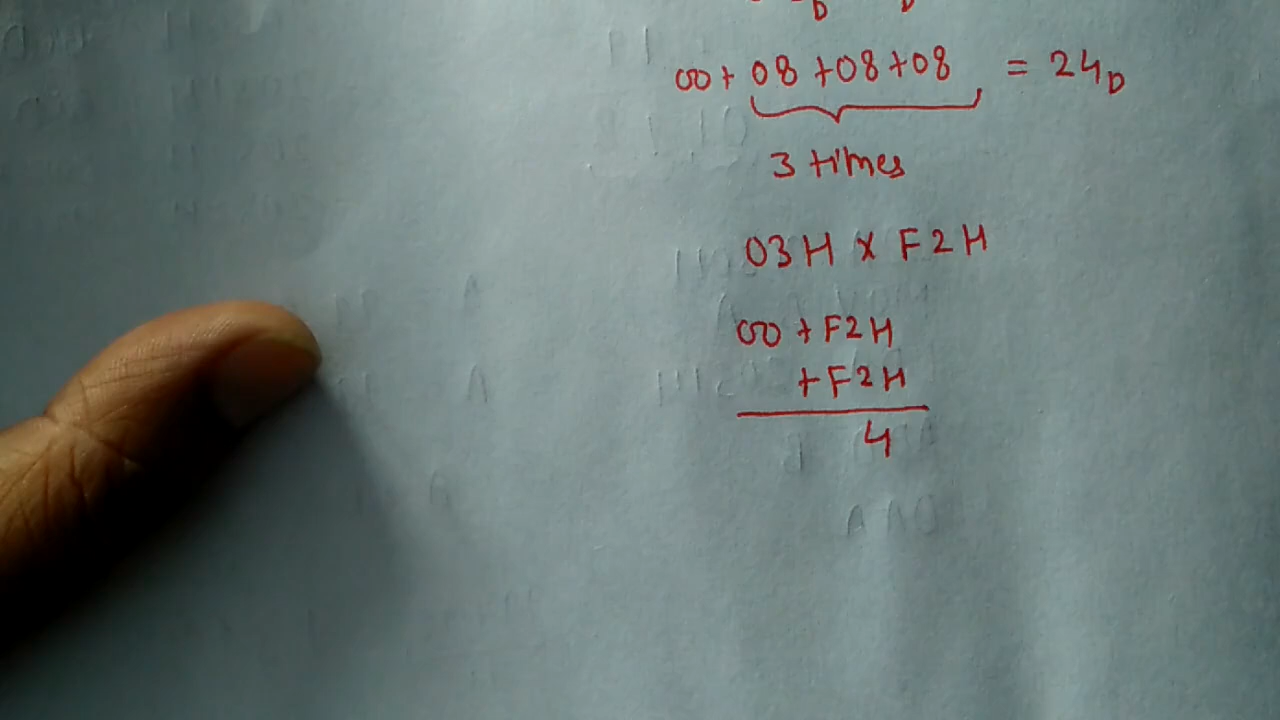 00 + 08 + 08 + 08 = 24D
3 times
03H x F2H
00 + F2H
+ F2H
4